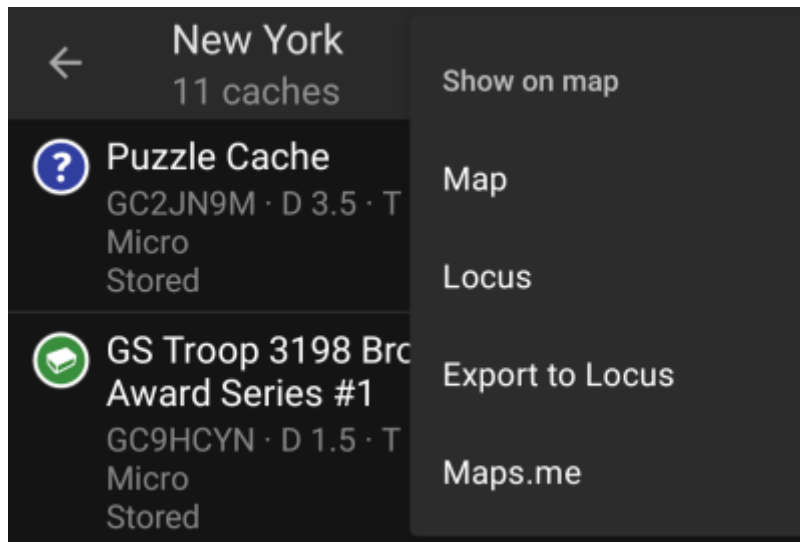 New York
11 caches
?
Puzzle Cache
GC2JN9M · D 3.5 · T
Micro
Stored
GS Troop 3198 Bro
Award Series #1
GC9HCYN · D 1.5 · T
Micro
Stored
Show on map
Map
Locus
Export to Locus
Maps.me